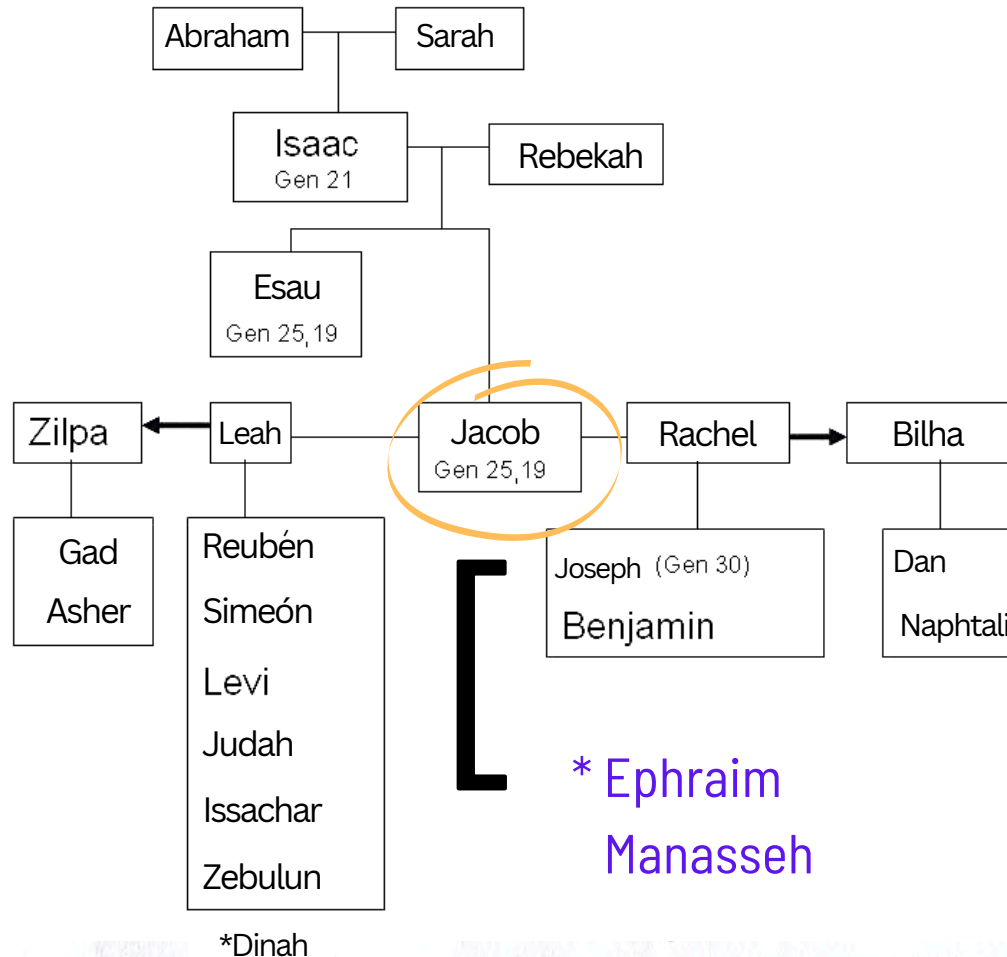 Abraham
Sarah
Isaac
Gen 21
Rebekah
Esau
Gen 25,19
Zilpa
Leah
Jacob
Gen 25,19
Rachel
Bilha
Gad
Asher
Reubén
Simeón
Levi
Judah
Issachar
Zebulun
*Dinah
Joseph (Gen 30)
Benjamin
* Ephraim
Manasseh
Dan
Naphtali